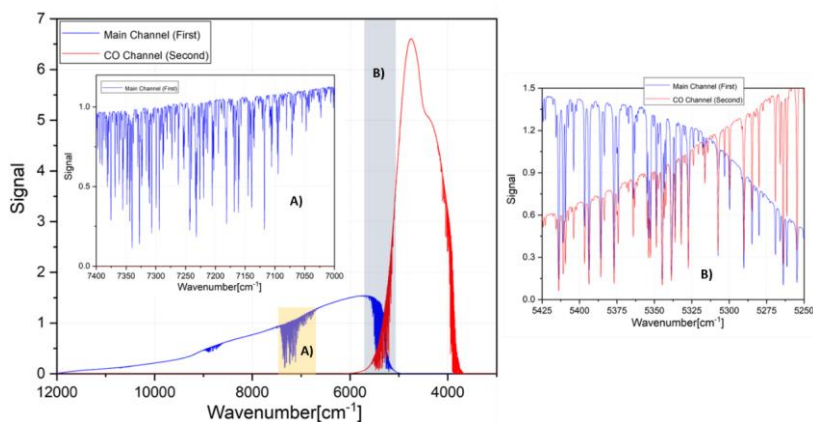 Main Channel (First)
CO Channel (Second)
B)
Main Channel (First)
Signal
1.0
0.5
0.0
A)
7400 7350 7300 7250 7200 7150 7100 7050 7000
Wavenumber[cm⁻¹]
Signal
7
6
5
4
3
2
1
0
A)
12000 10000 8000 6000 4000
Wavenumber[cm⁻¹]
Main Channel (First)
CO Channel (Second)
Signal
1.5
1.2
0.9
0.6
0.3
0.0
B)
5425 5400 5375 5350 5325 5300 5275 5250
Wavenumber[cm⁻¹]